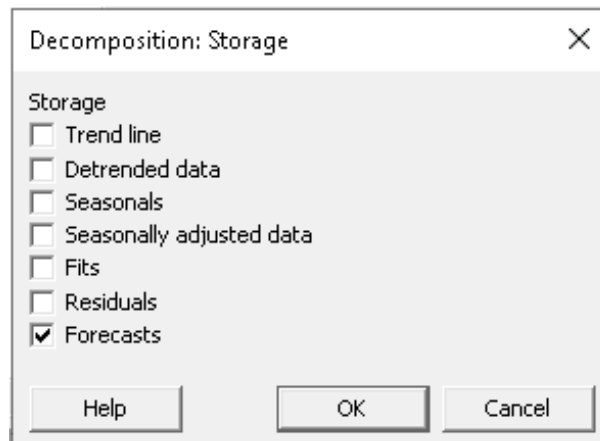 Decomposition: Storage
Storage
Trend line
Detrended data
Seasonals
Seasonally adjusted data
Fits
Residuals
Forecasts
Help OK Cancel